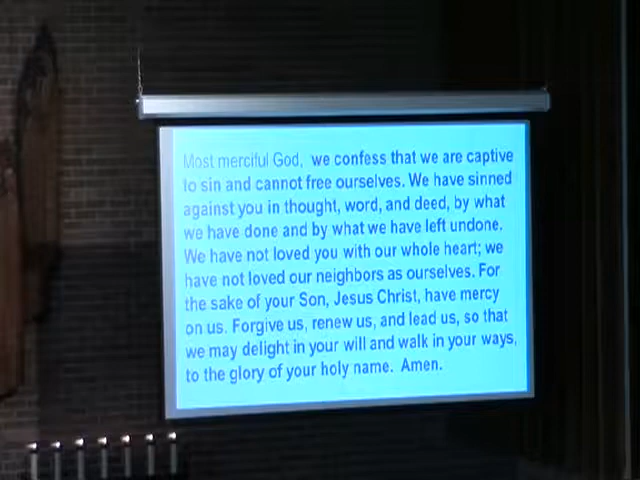 Most merciful God, we confess that we are captive
to sin and cannot free ourselves. We have sinned
against you in thought, word, and deed, by what
we have done and by what we have left undone.
We have not loved you with our whole heart; we
have not loved our neighbors as ourselves. For
the sake of your Son, Jesus Christ, have mercy
on us. Forgive us, renew us, and lead us, so that
we may delight in your will and walk in your ways,
to the glory of your holy name. Amen.